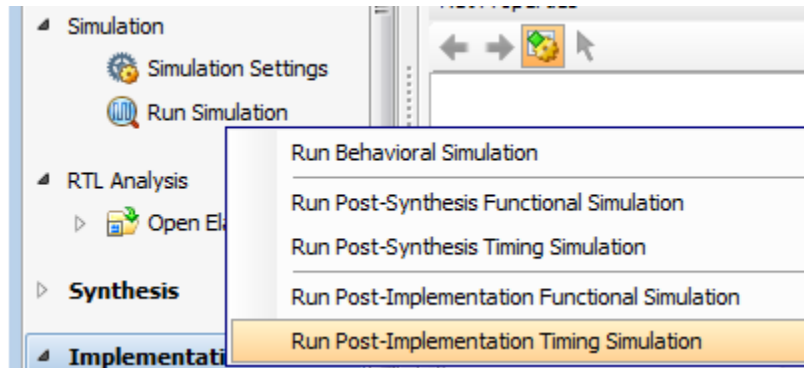 Simulation
Simulation Settings
Run Simulation
Run Behavioral Simulation
RTL Analysis
Run Post-Synthesis Functional Simulation
Open
Run Post-Synthesis Timing Simulation
Synthesis
Run Post-Implementation Functional Simulation
Run Post-Implementation Timing Simulation